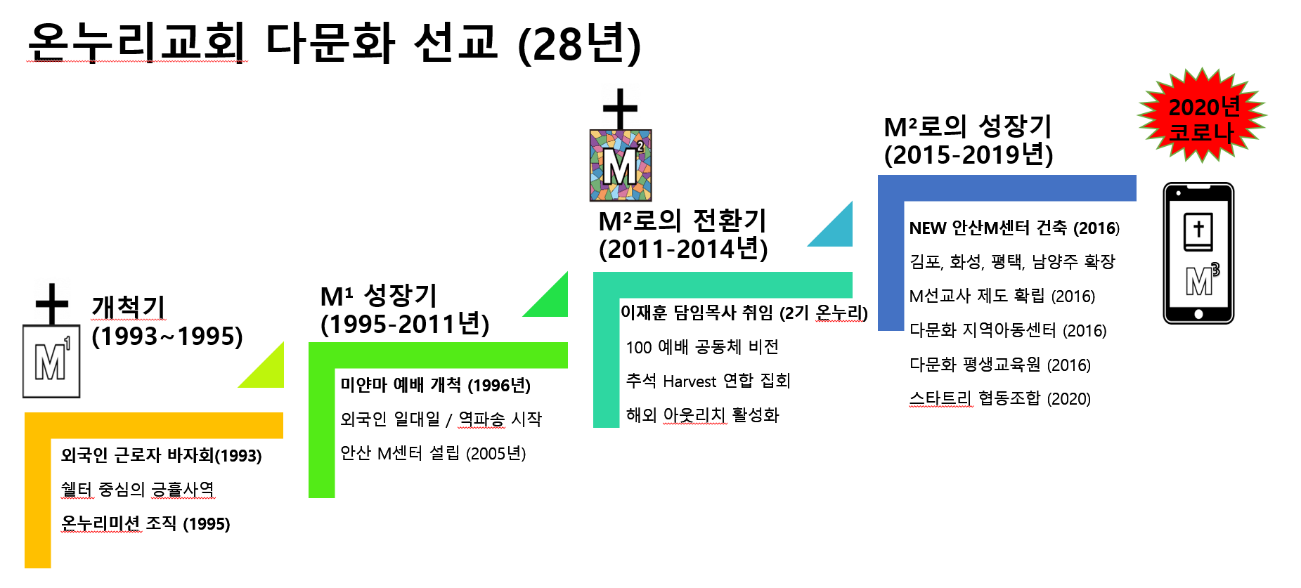 온누리교회 다문화 선교 (28년)
M1
개척기
(1993~1995)
외국인 근로자 바자회(1993)
쉘터 중심의 긍휼사역
온누리미션 조직 (1995)
M¹ 성장기
(1995-2011년)
미얀마 예배 개척 (1996년)
외국인 일대일 / 역파송 시작
안산 M센터 설립 (2005년)
M2
M²로의 전환기
(2011-2014년)
이재훈 담임목사 취임 (2기 온누리)
100 예배 공동체 비전
추석 Harvest 연합 집회
해외 아웃리치 활성화
M²로의 성장기
(2015-2019년)
NEW 안산M센터 건축 (2016)
김포, 화성, 평택, 남양주 확장
M선교사 제도 확립 (2016)
다문화 지역아동센터 (2016)
다문화 평생교육원 (2016)
스타트리 협동조합 (2020)
2020년
코로나
M3